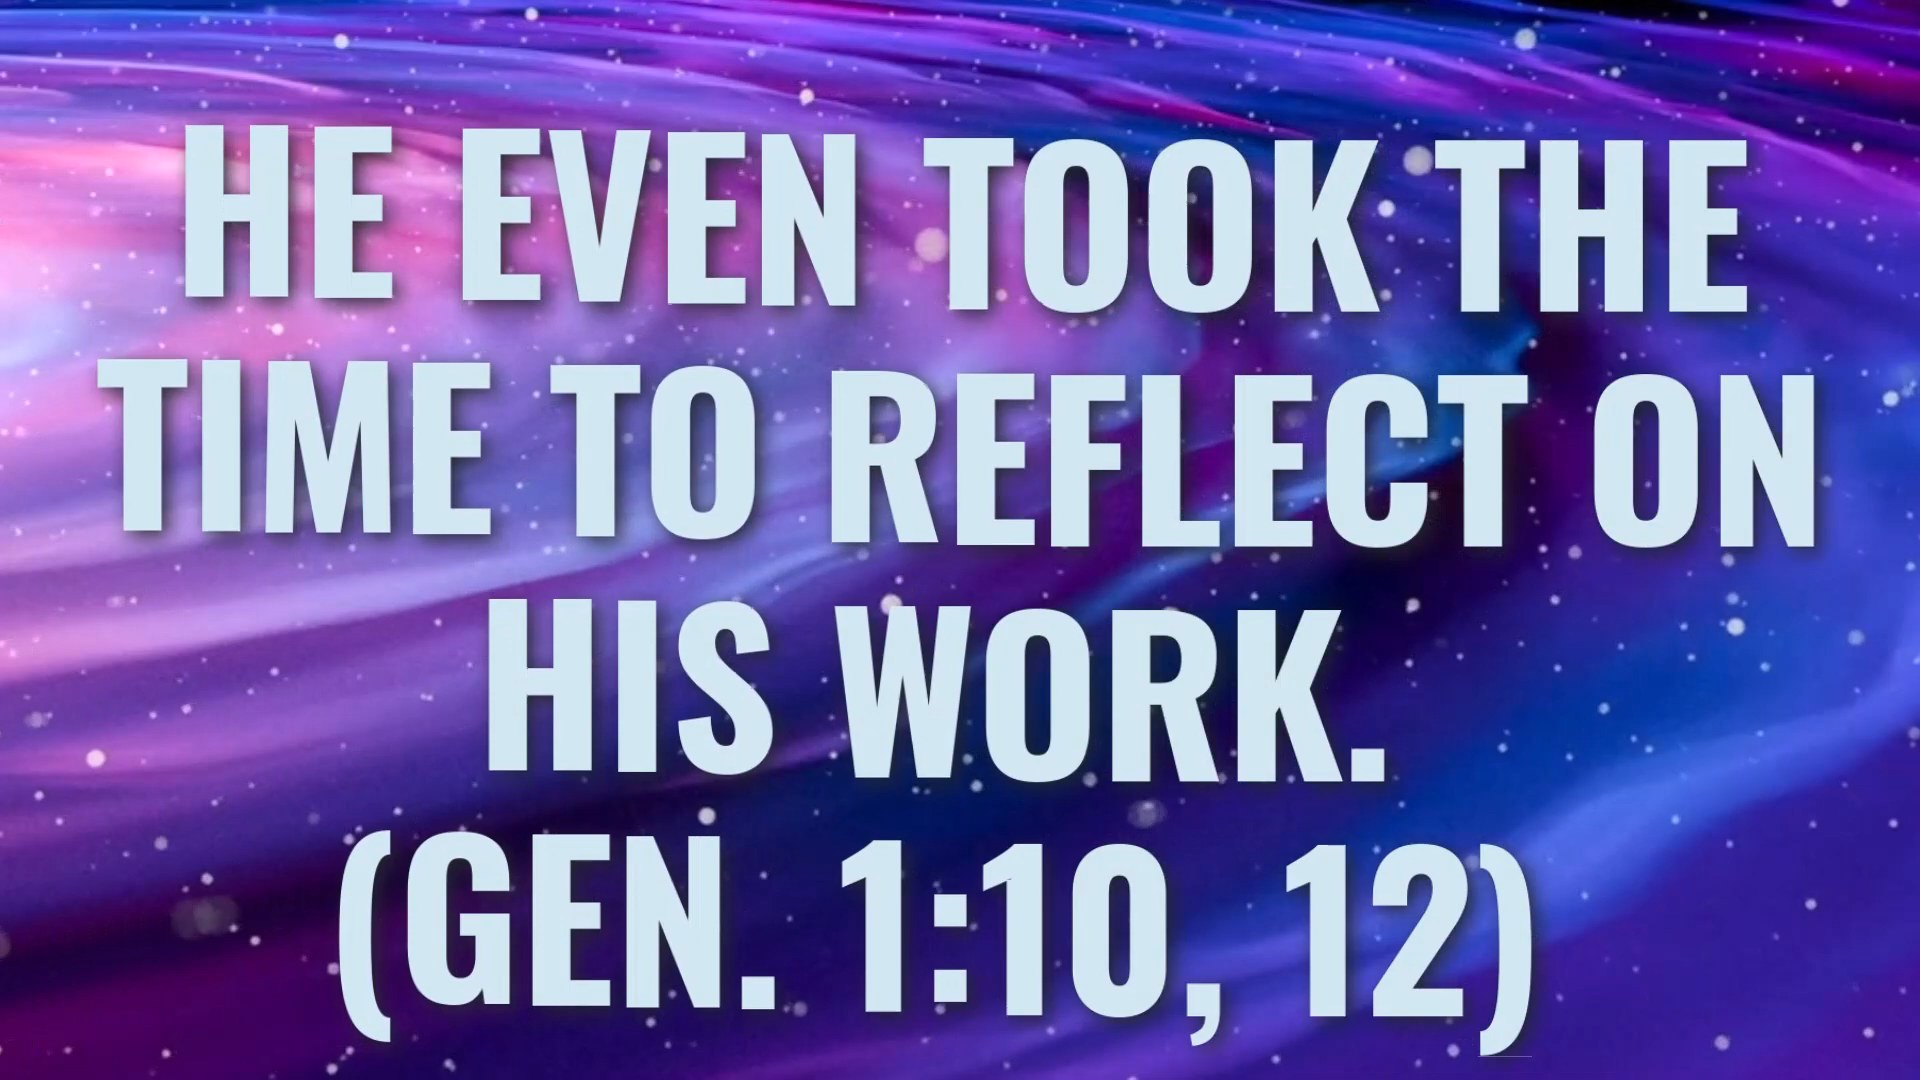 HE EVEN TOOK THE
TIME TO REFLECT ON
HIS WORK.
(GEN. 1:10, 12)